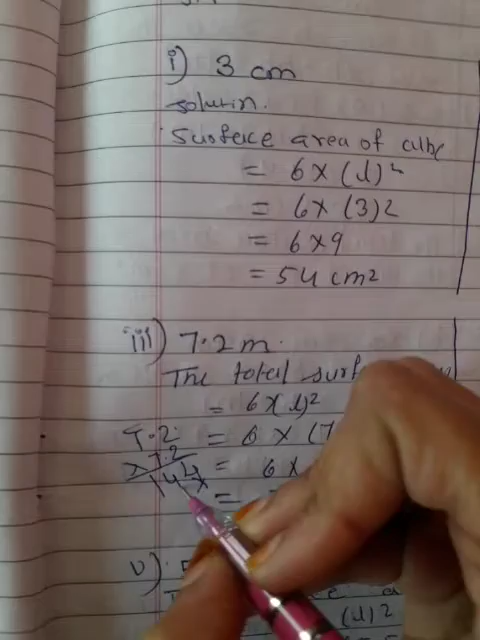 i) 3 cm
solutin.
Surface area of cube
= 6 × (l)²
= 6 × (3)2
= 6 × 9
= 54 cm2
iii) 7.2 m.
The total surf
= 6 × l)²
7.2 = 6 × (7
× 7.2 = 6 ×
144 =
v)
(l)2